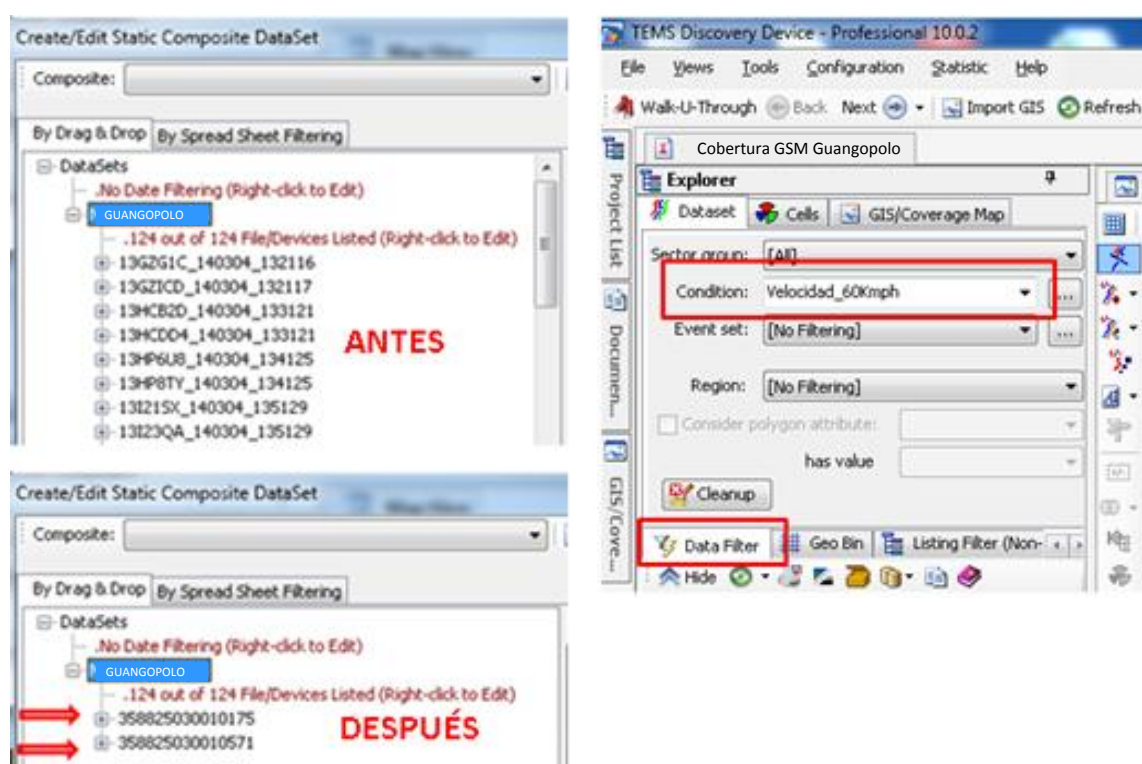 Create/Edit Static Composite DataSet
Composite:
By Drag & Drop By Spread Sheet Filtering
DataSets
.No Date Filtering (Right-click to Edit)
GUANGOPOLO
.124 out of 124 File/Devices Listed (Right-click to Edit)
13GZG1C_140304_132116
13GZICD_140304_132117
13HCB2D_140304_133121
13HCDD4_140304_133121
13HP6U8_140304_134125
13HP8TY_140304_134125
13I21SX_140304_135129
13I23QA_140304_135129
ANTES
Create/Edit Static Composite DataSet
Composite:
By Drag & Drop By Spread Sheet Filtering
DataSets
.No Date Filtering (Right-click to Edit)
GUANGOPOLO
.124 out of 124 File/Devices Listed (Right-click to Edit)
358825030010175
358825030010571
DESPUÉS
TEMS Discovery Device - Professional 10.0.2
File Views Tools Configuration Statistic Help
Walk-U-Through Back Next Import GIS Refresh
Cobertura GSM Guangopolo
Project List
Documen...
GIS/Cove...
Explorer
Dataset Cells GIS/Coverage Map
Sector group: [All]
Condition: Velocidad_60Kmph ...
Event set: [No Filtering] ...
Region: [No Filtering]
Consider polygon attribute:
has value
Cleanup
Data Filter Geo Bin Listing Filter (Non-
Hide